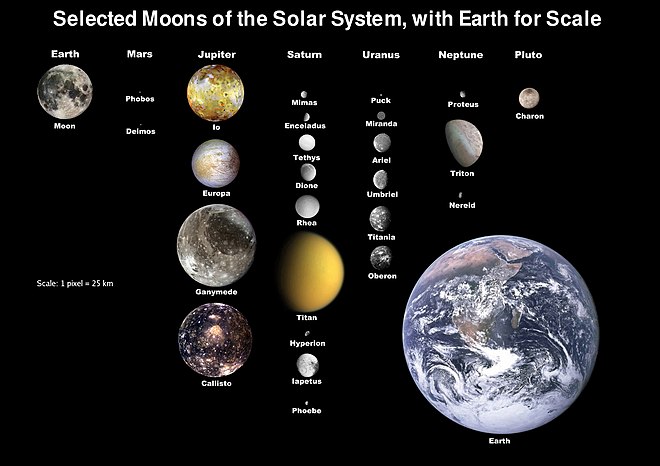 Selected Moons of the Solar System, with Earth for Scale
Earth
Mars
Jupiter
Saturn
Uranus
Neptune
Pluto
Moon
Phobos
Deimos
Io
Europa
Ganymede
Callisto
Mimas
Enceladus
Tethys
Dione
Rhea
Titan
Hyperion
Iapetus
Phoebe
Puck
Miranda
Ariel
Umbriel
Titania
Oberon
Proteus
Triton
Nereid
Charon
Scale: 1 pixel = 25 km
Earth